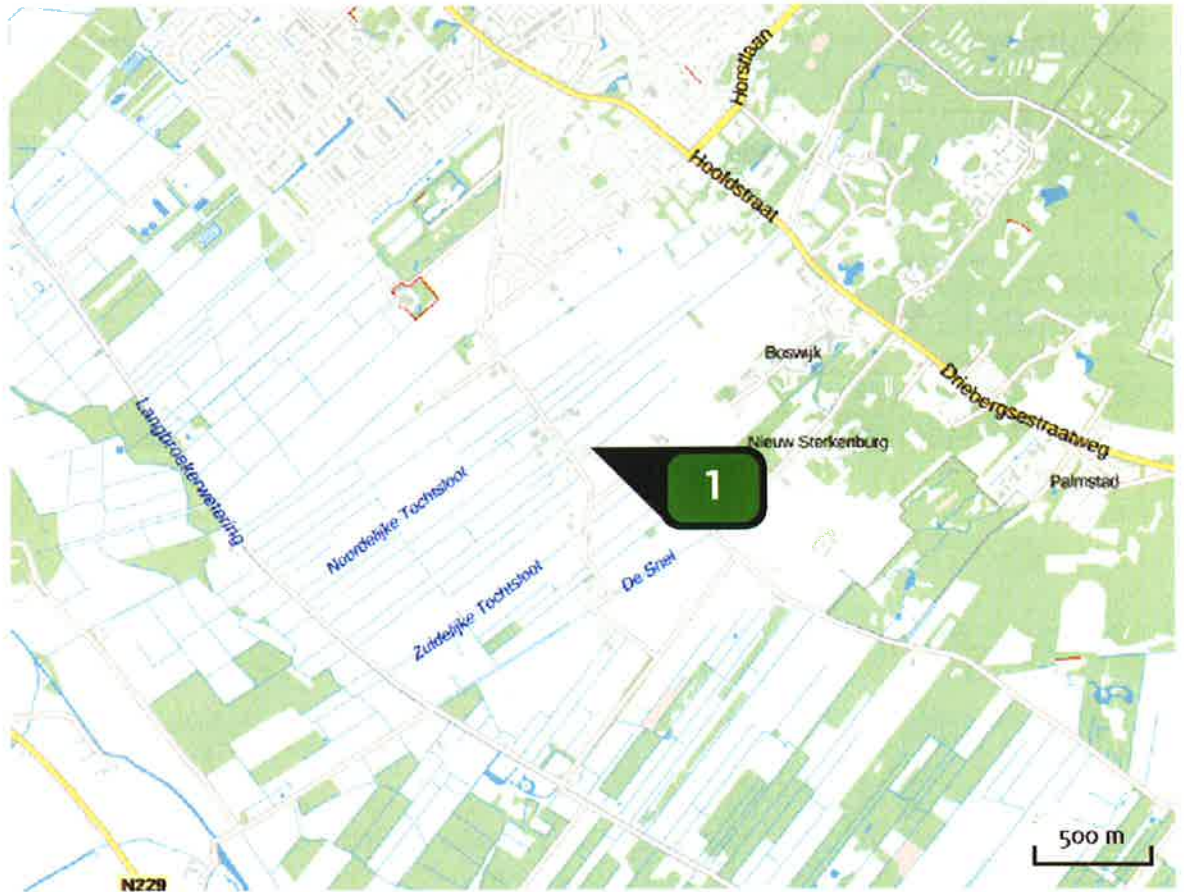 Horstlaan
Hoofdstraat
Boswijk
Driebergsestraatweg
Langbroekerwetering
Nieuw Sterkenburg
1
Palmstad
Noordelijke Tochtsloot
De Snel
Zuidelijke Tochtsloot
500 m
N229